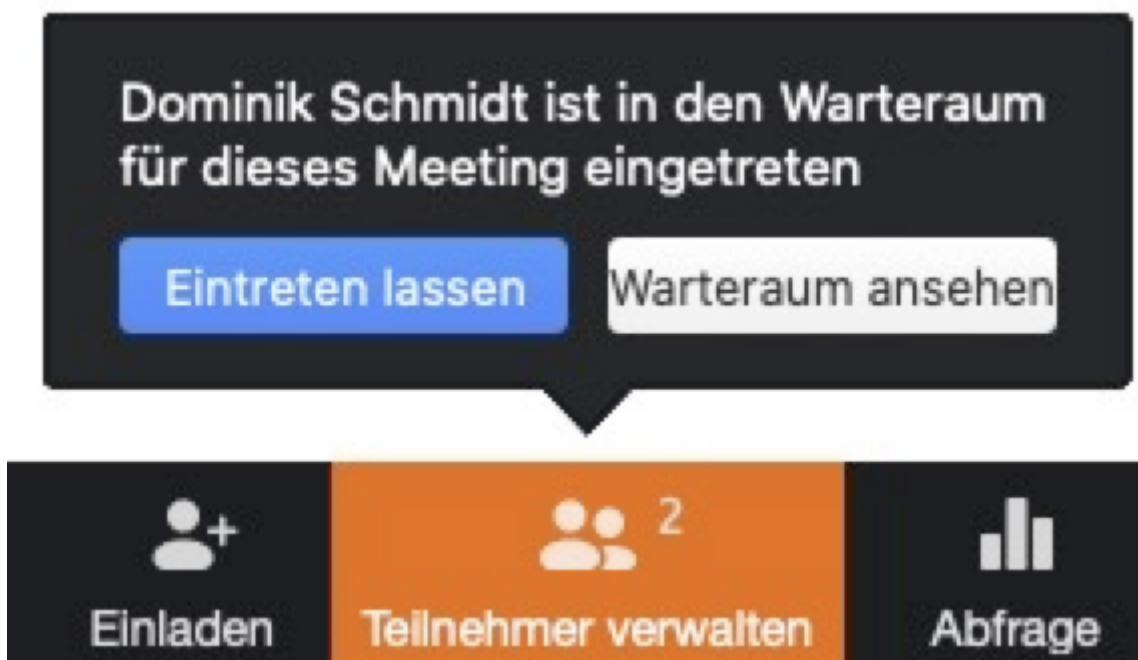 Dominik Schmidt ist in den Warteraum
für dieses Meeting eingetreten
Eintreten lassen
Warteraum ansehen
2
Einladen
Teilnehmer verwalten
Abfrage